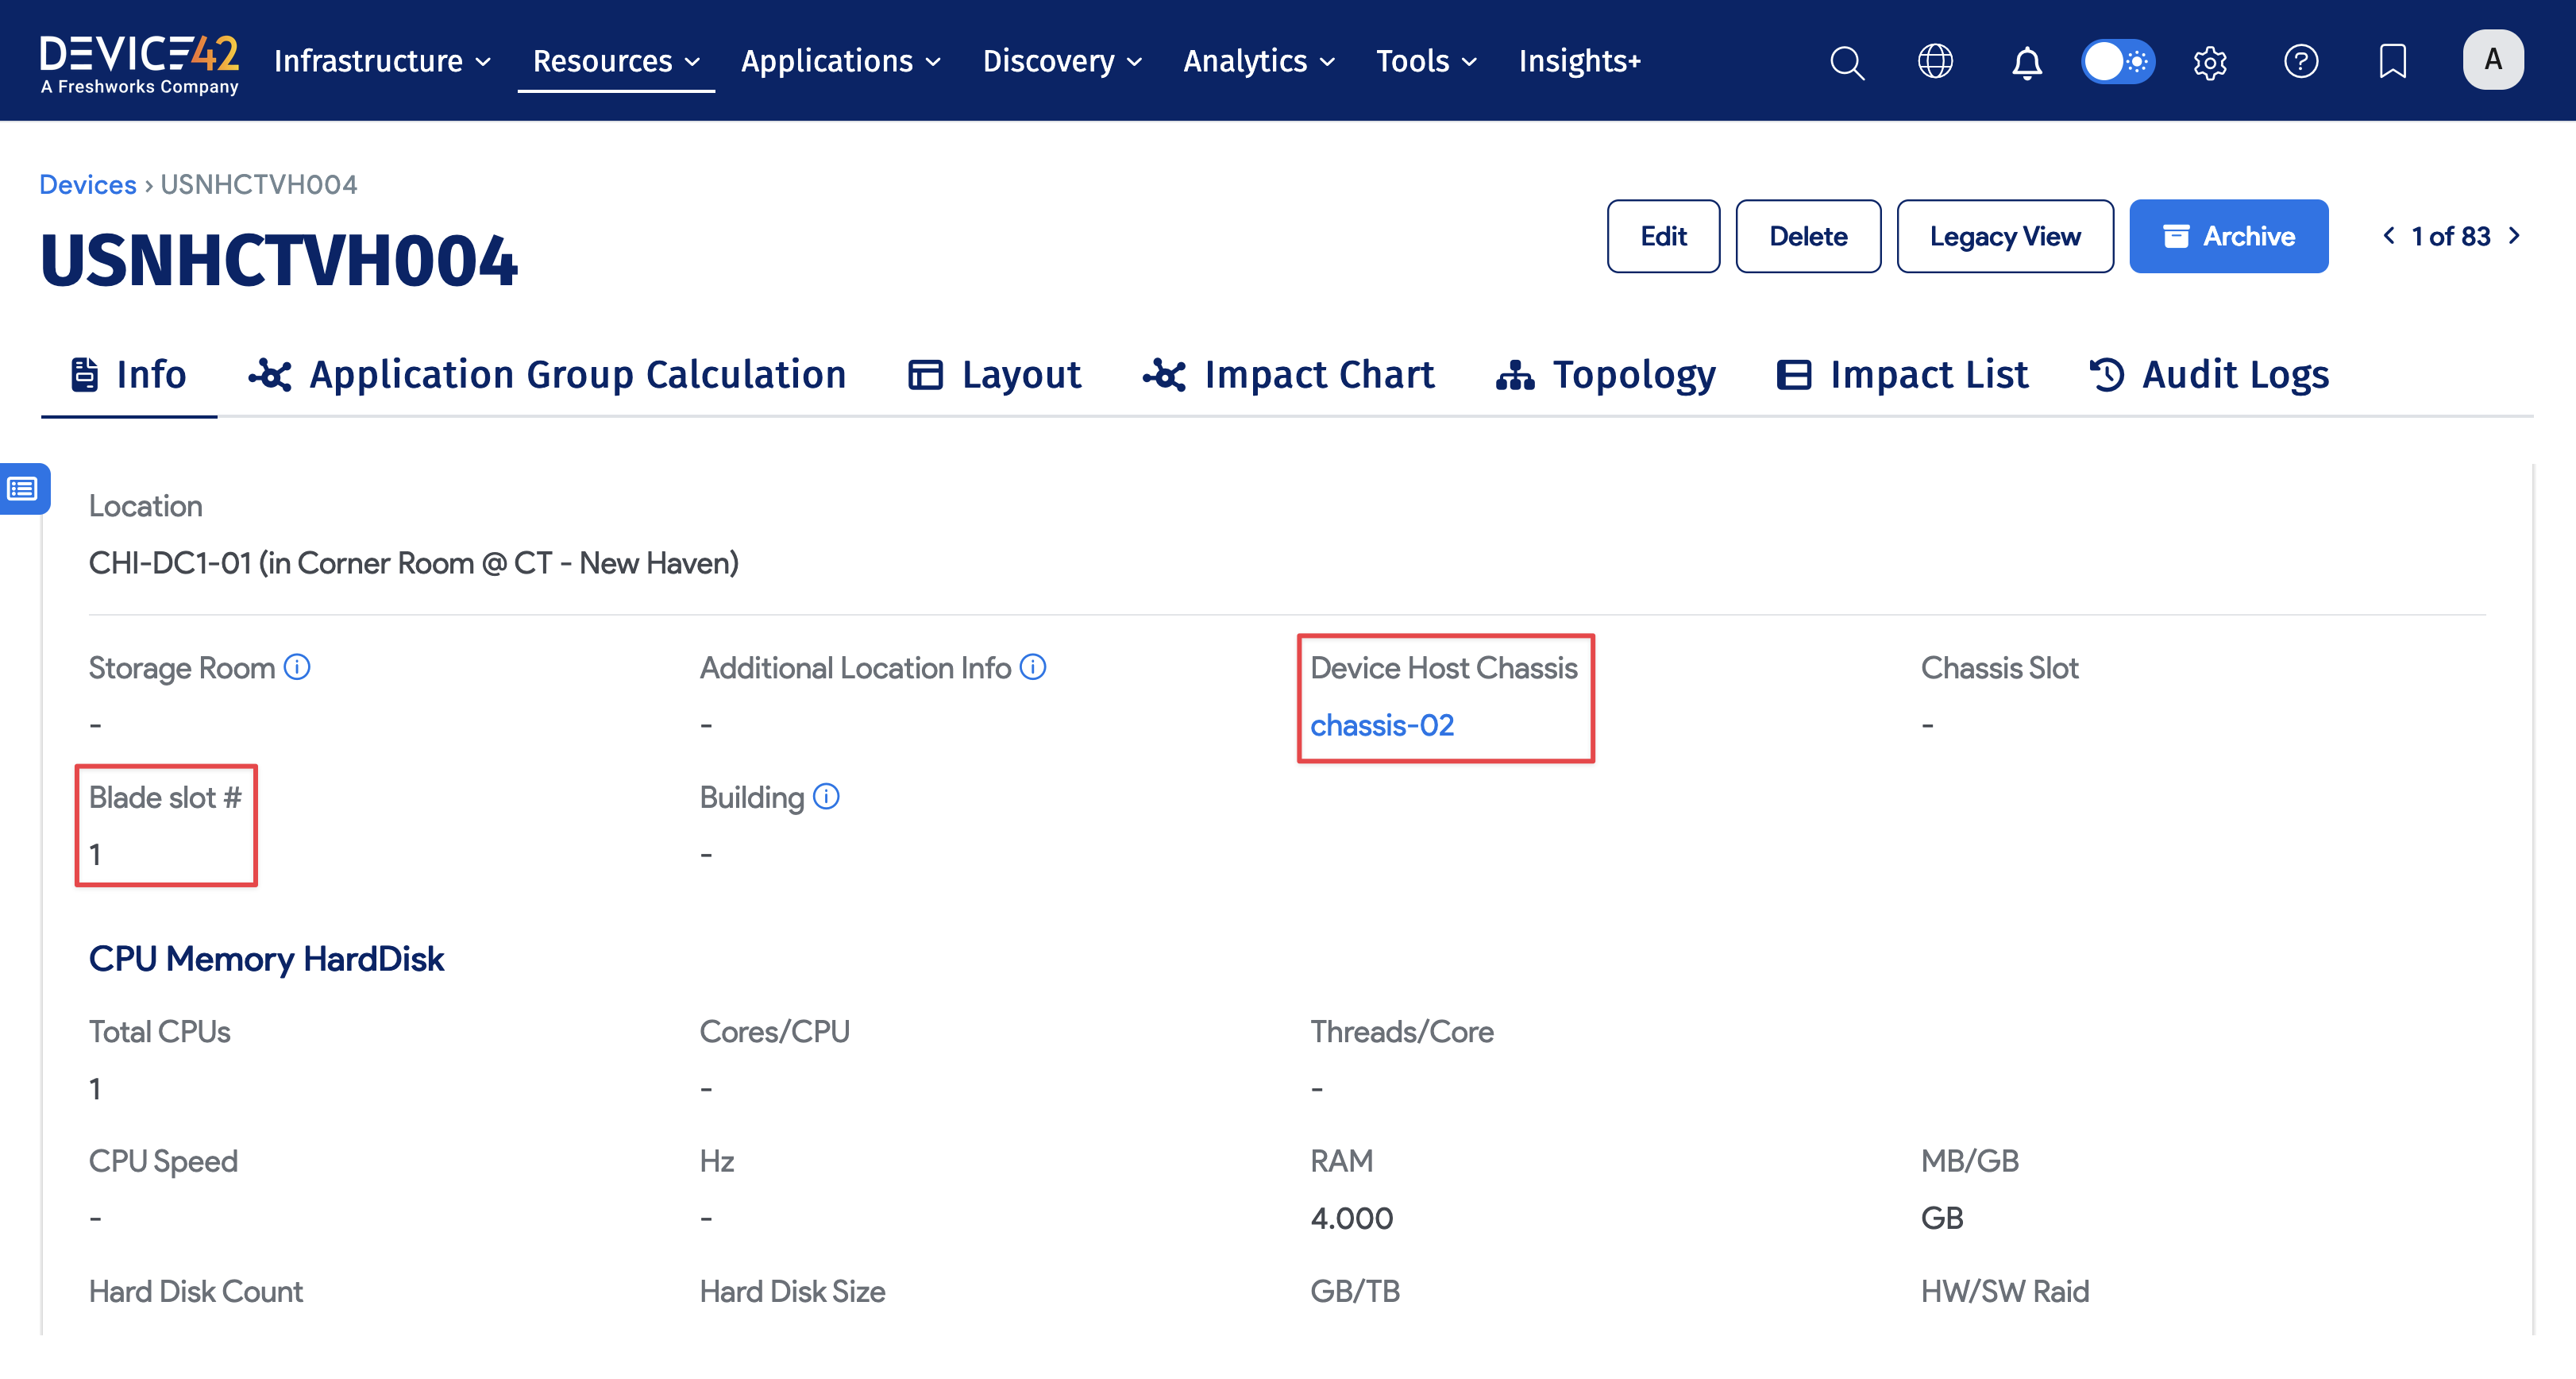 DEVICE42
A Freshworks Company
Infrastructure Resources Applications Discovery Analytics Tools Insights+ A
Devices › USNHCTVH004
USNHCTVH004
Edit Delete Legacy View Archive 1 of 83
Info Application Group Calculation Layout Impact Chart Topology Impact List Audit Logs
Location
CHI-DC1-01 (in Corner Room @ CT - New Haven)
Storage Room Additional Location Info Device Host Chassis Chassis Slot
- - chassis-02 -
Blade slot # Building
1 -
CPU Memory HardDisk
Total CPUs Cores/CPU Threads/Core
1 - -
CPU Speed Hz RAM MB/GB
- - 4.000 GB
Hard Disk Count Hard Disk Size GB/TB HW/SW Raid